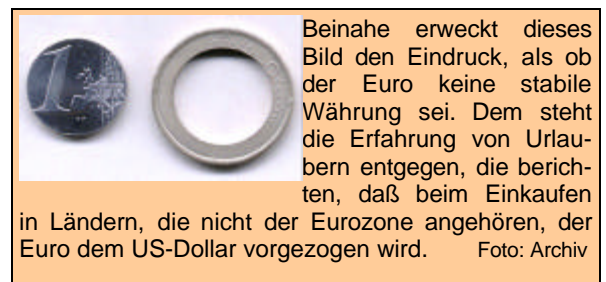 Beinahe erweckt dieses
Bild den Eindruck, als ob
der Euro keine stabile
Währung sei. Dem steht
die Erfahrung von Urlau-
bern entgegen, die berich-
ten, daß beim Einkaufen
in Ländern, die nicht der Eurozone angehören, der
Euro dem US-Dollar vorgezogen wird. Foto: Archiv
1